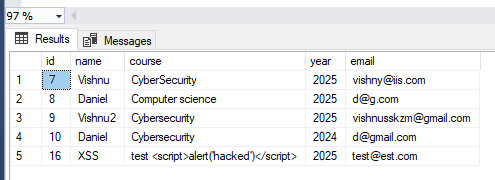 97 %
Results Messages
id name course year email
1 7 Vishnu CyberSecurity 2025 vishny@iis.com
2 8 Daniel Computer science 2025 d@g.com
3 9 Vishnu2 Cybersecurity 2025 vishnusskzm@gmail.com
4 10 Daniel Cybersecurity 2024 d@gmail.com
5 16 XSS test <script>alert('hacked')</script> 2025 test@est.com